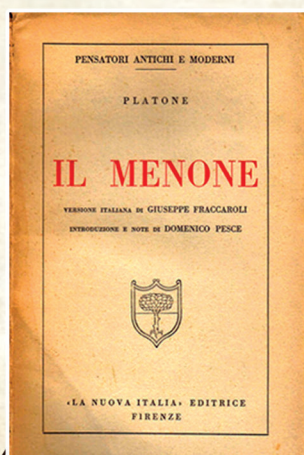 PENSATORI ANTICHI E MODERNI
PLATONE
IL MENONE
VERSIONE ITALIANA DI GIUSEPPE FRACCAROLI
INTRODUZIONE E NOTE DI DOMENICO PESCE
«LA NUOVA ITALIA» EDITRICE
FIRENZE